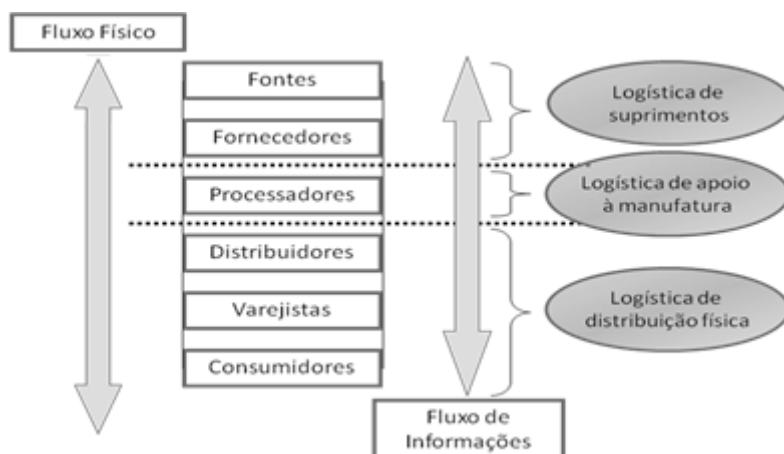 Fluxo Físico
Fontes
Fornecedores
Processadores
Distribuidores
Varejistas
Consumidores
Fluxo de
Informações
Logística de
suprimentos
Logística de apoio
à manufatura
Logística de
distribuição física